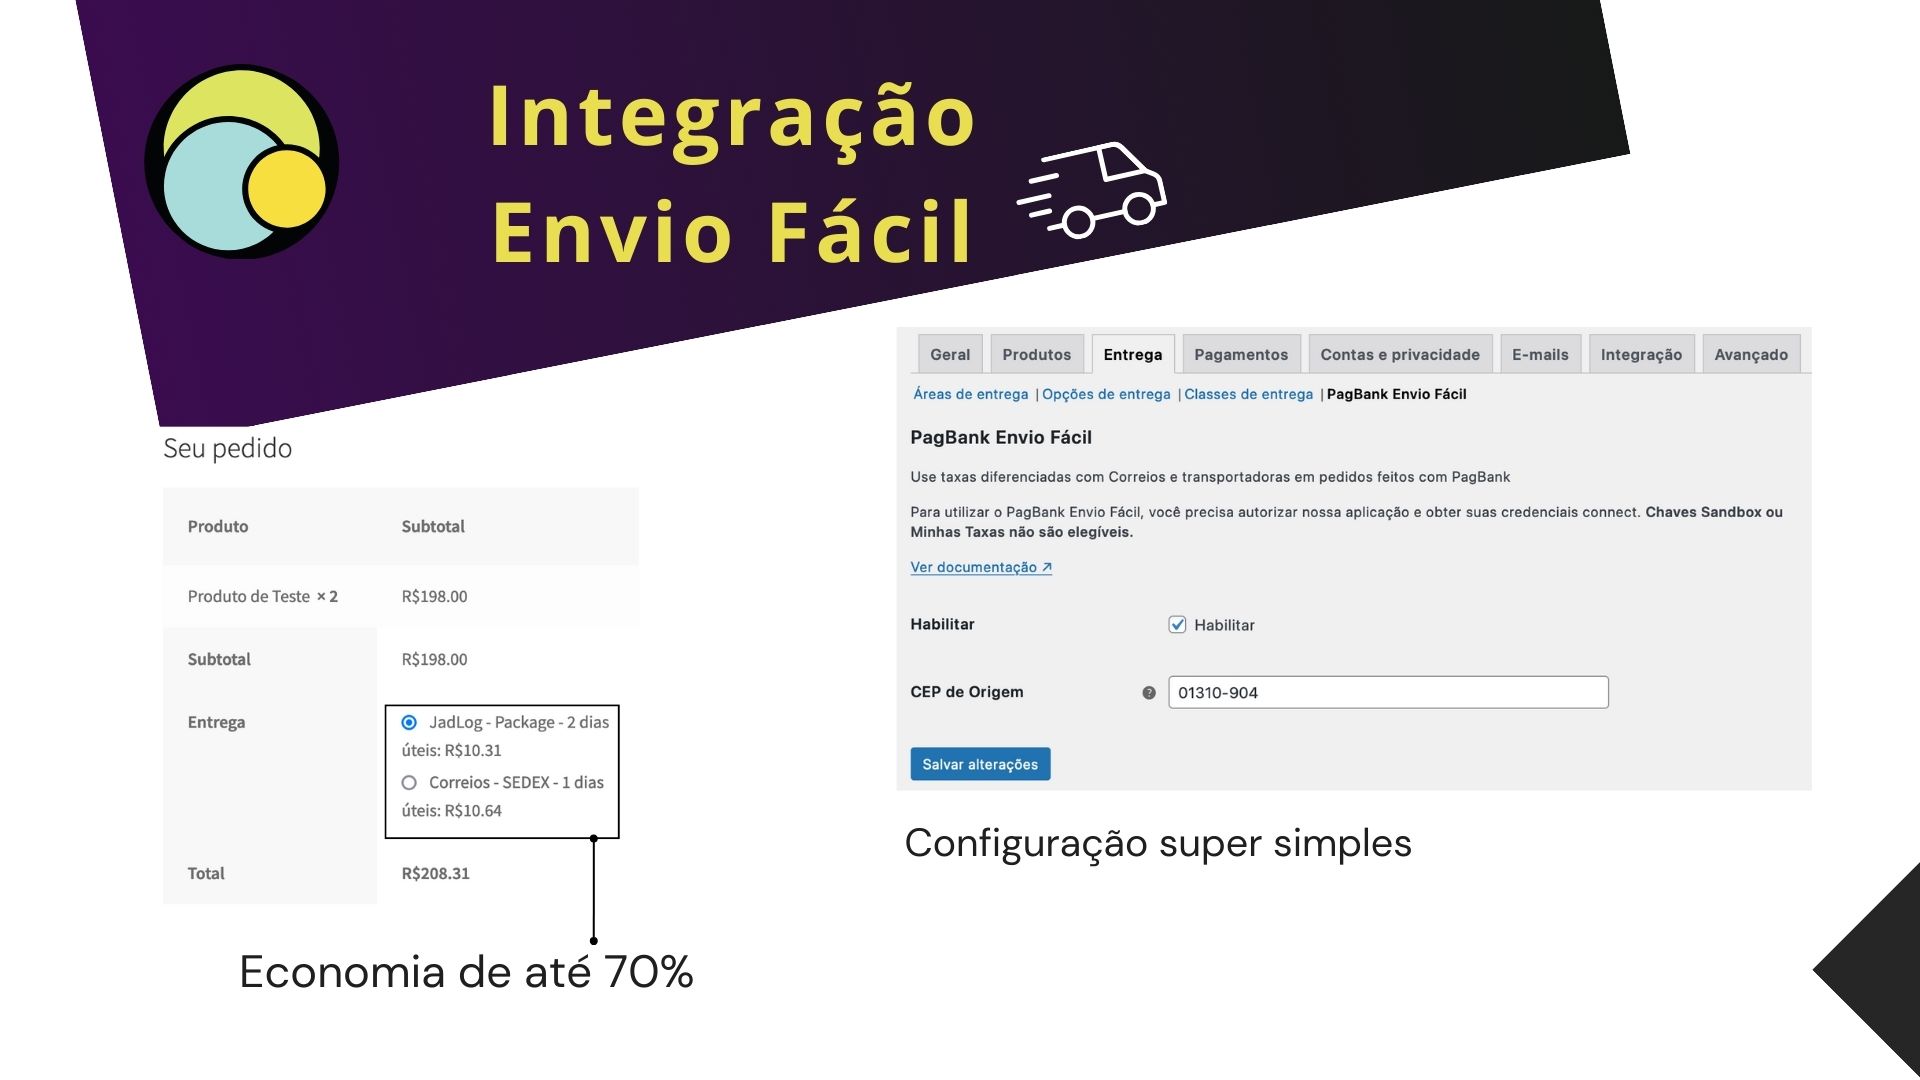 Integração
Envio Fácil
Seu pedido
Produto Subtotal
Produto de Teste × 2 R$198.00
Subtotal R$198.00
Entrega JadLog - Package - 2 dias
úteis: R$10.31
Correios - SEDEX - 1 dias
úteis: R$10.64
Total R$208.31
Economia de até 70%
Geral Produtos Entrega Pagamentos Contas e privacidade E-mails Integração Avançado
Áreas de entrega | Opções de entrega | Classes de entrega | PagBank Envio Fácil
PagBank Envio Fácil
Use taxas diferenciadas com Correios e transportadoras em pedidos feitos com PagBank
Para utilizar o PagBank Envio Fácil, você precisa autorizar nossa aplicação e obter suas credenciais connect. Chaves Sandbox ou
Minhas Taxas não são elegíveis.
Ver documentação ↗
Habilitar Habilitar
CEP de Origem ? 01310-904
Salvar alterações
Configuração super simples